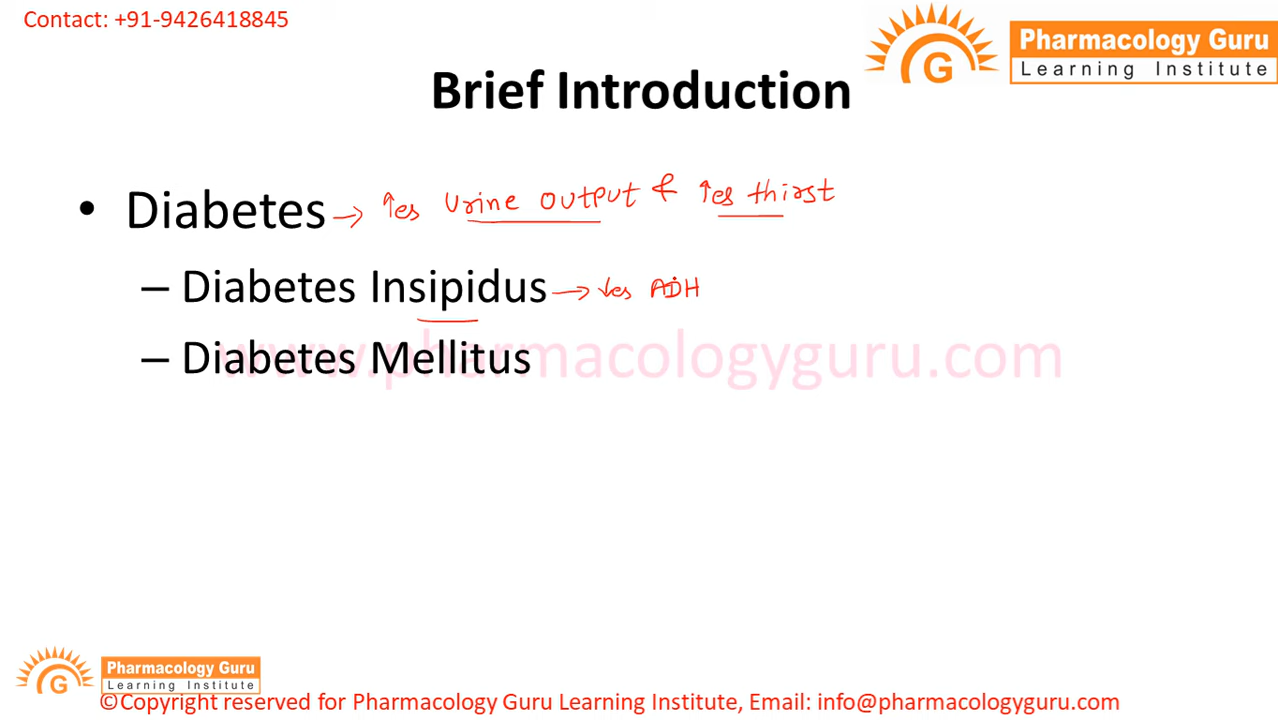 Contact: +91-9426418845
Pharmacology Guru
Learning Institute
G
Brief Introduction
• Diabetes → ↑es Urine output & ↑es thirst
– Diabetes Insipidus → ↓es ADH
– Diabetes Mellitus
www.pharmacologyguru.com
Pharmacology Guru
Learning Institute
G
©Copyright reserved for Pharmacology Guru Learning Institute, Email: info@pharmacologyguru.com